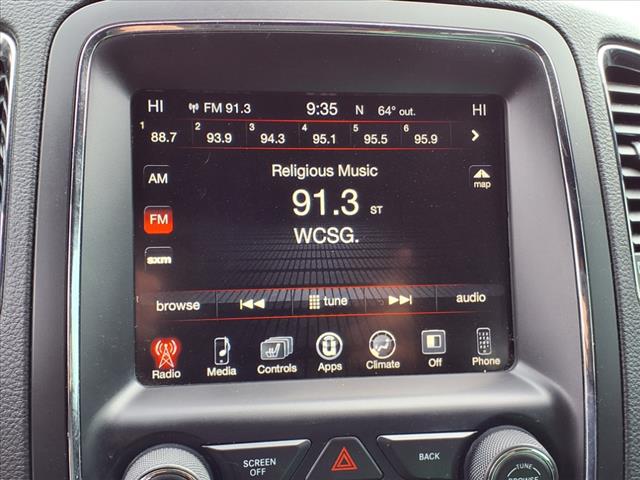 HI FM 91.3 9:35 N 64° out. HI
1 88.7 2 93.9 3 94.3 4 95.1 5 95.5 6 95.9
Religious Music
AM
map
91.3 ST
FM
WCSG.
sxm
browse tune audio
Radio Media Controls Apps Climate Off Phone
SCREEN OFF
BACK
TUNE
BROWSE